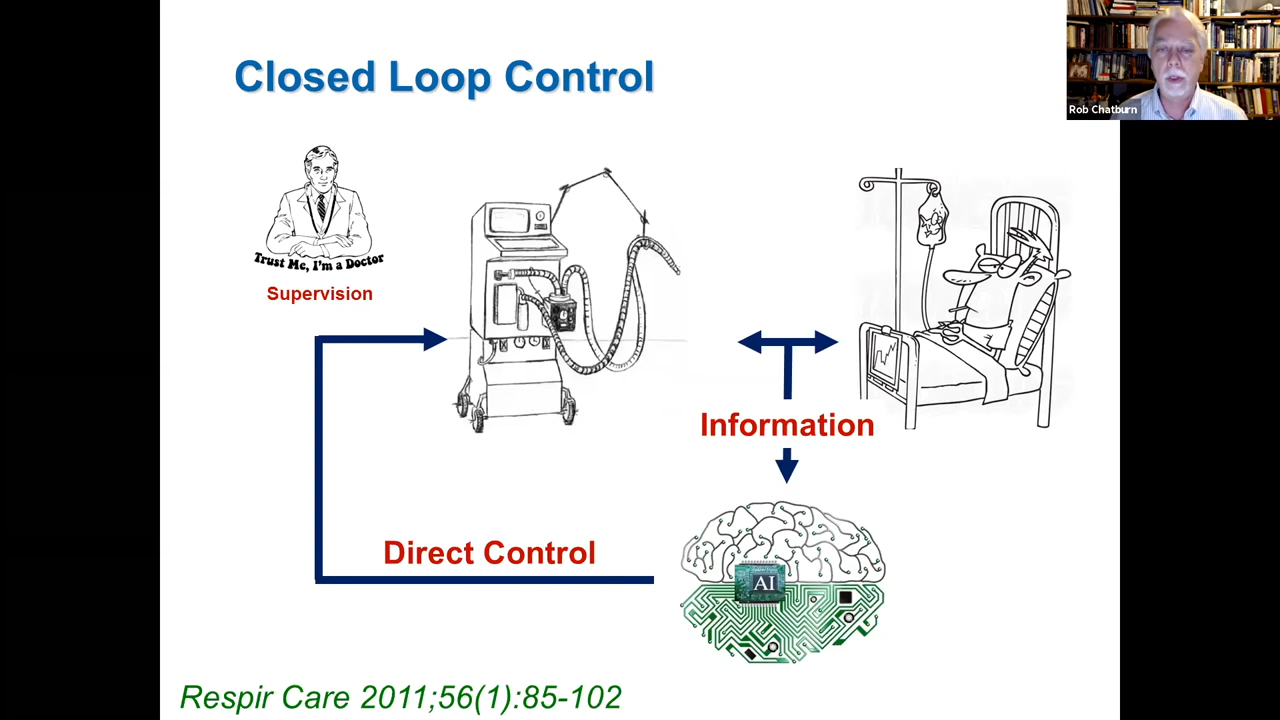 Closed Loop Control
Rob Chatburn
Trust Me, I'm a Doctor
Supervision
Information
Direct Control
AI
Respir Care 2011;56(1):85-102